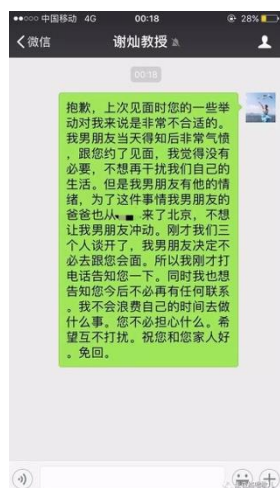 中国移动 4G 00:18 28%
微信 谢灿教授
00:18
抱歉,上次见面时您的一些举
动对我来说是非常不合适的。
我男朋友当天得知后非常气愤
,跟您约了见面,我觉得没有
必要,不想再干扰我们自己的
生活。但是我男朋友有他的情
绪,为了这件事情我男朋友的
爸爸也从 来了北京,不想
让我男朋友冲动。刚才我们三
个人谈开了,我男朋友决定不
必去跟您会面。所以我刚才打
电话告知您一下。同时我也想
告知您今后不必再有任何联系
。我不会浪费自己的时间去做
什么事。您不必担心什么。希
望互不打扰。祝您和您家人好
。免回。